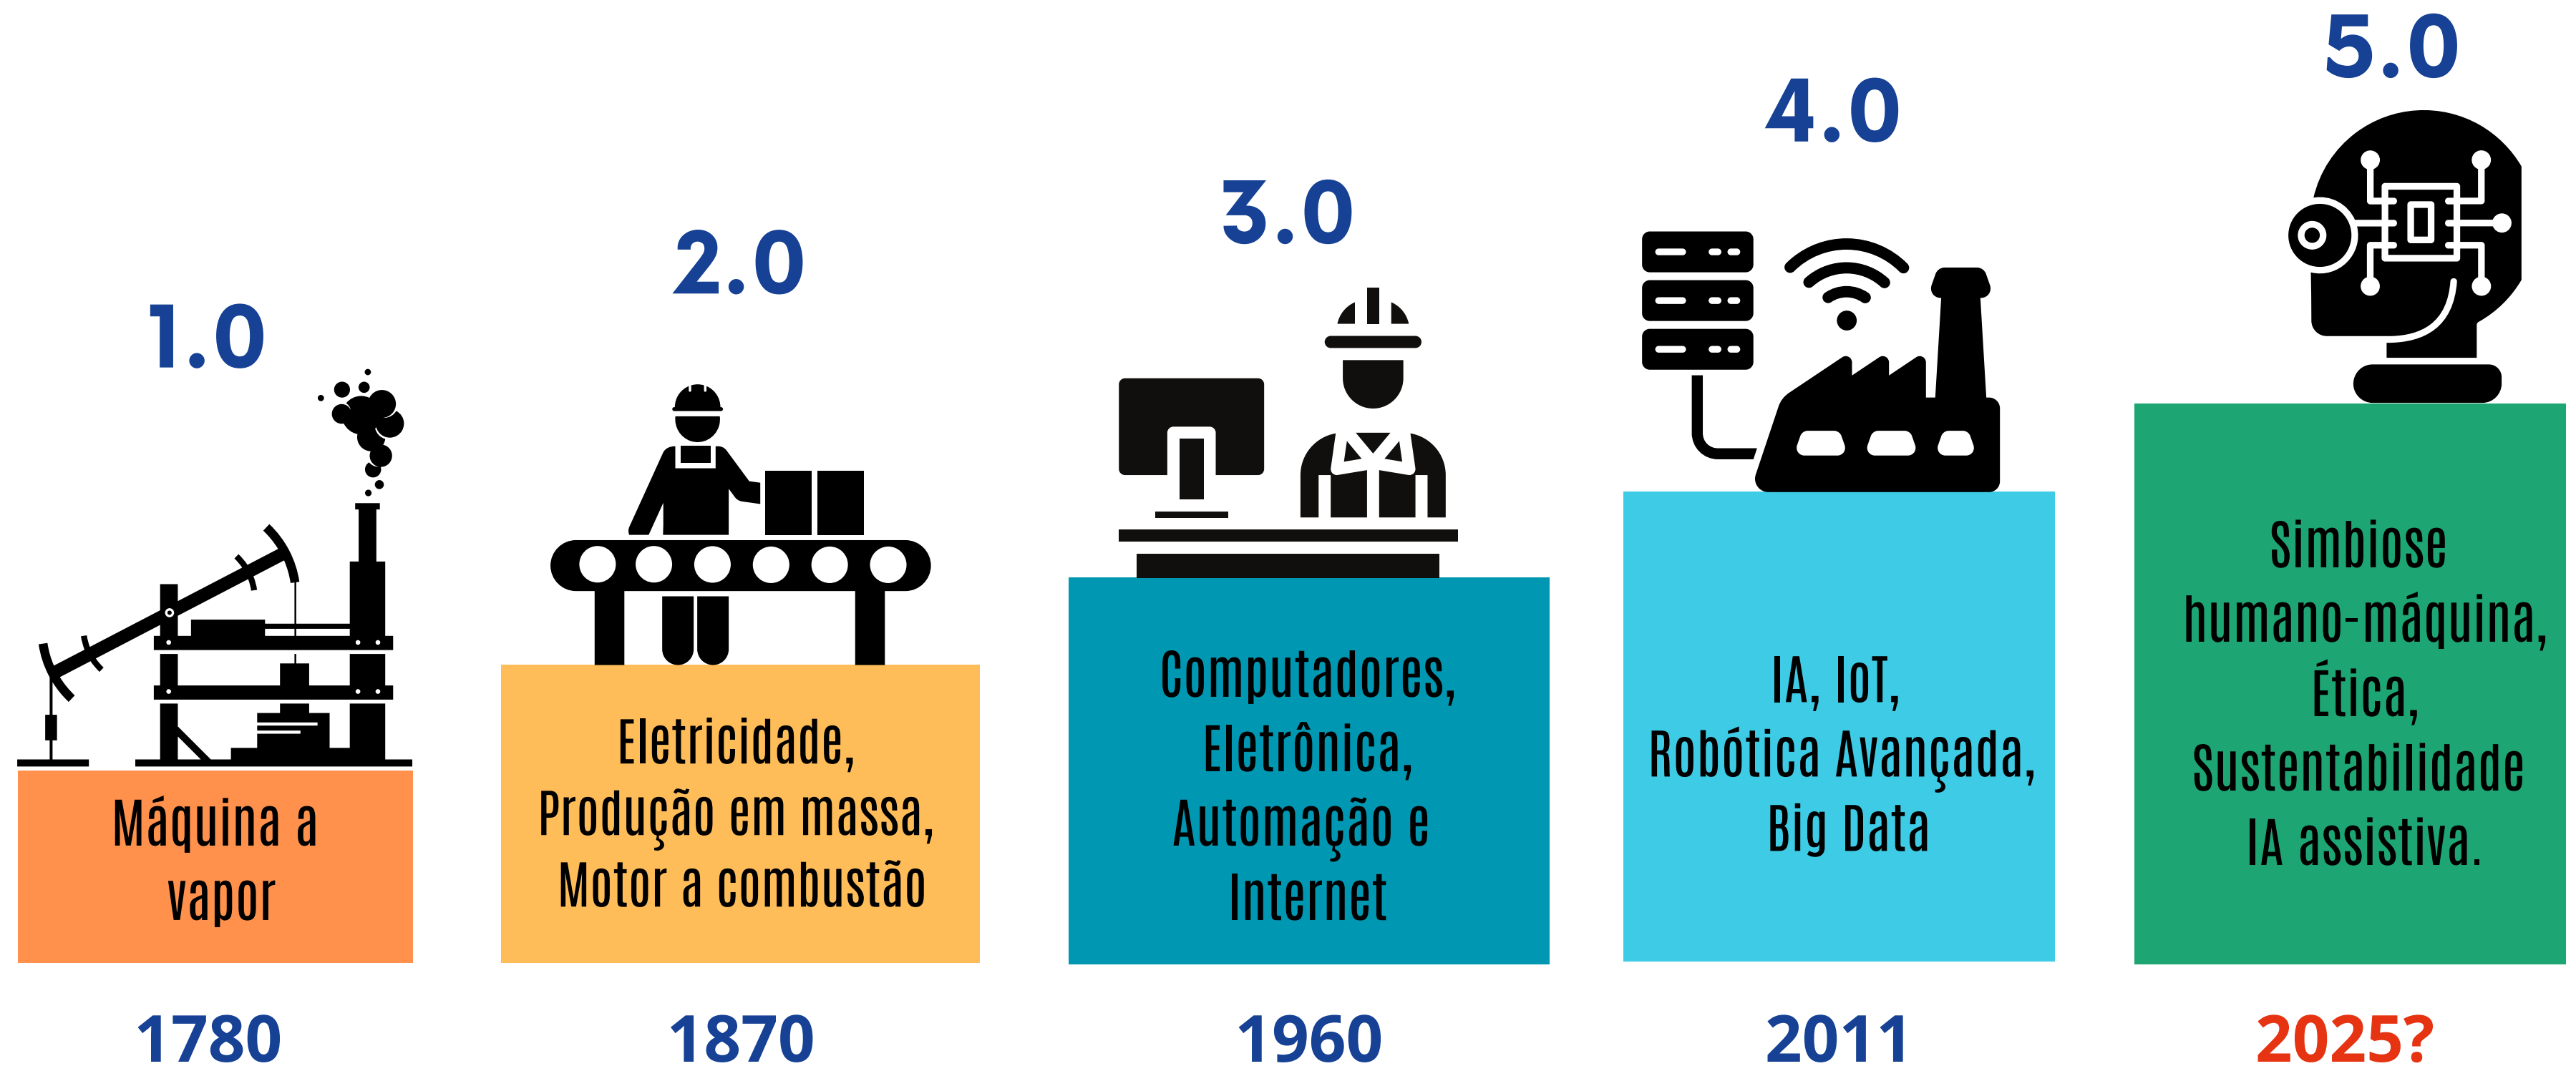 1.0
Máquina a
vapor
1780
2.0
Eletricidade,
Produção em massa,
Motor a combustão
1870
3.0
Computadores,
Eletrônica,
Automação e
Internet
1960
4.0
IA, IoT,
Robótica Avançada,
Big Data
2011
5.0
Simbiose
humano-máquina,
Ética,
Sustentabilidade
IA assistiva.
2025?